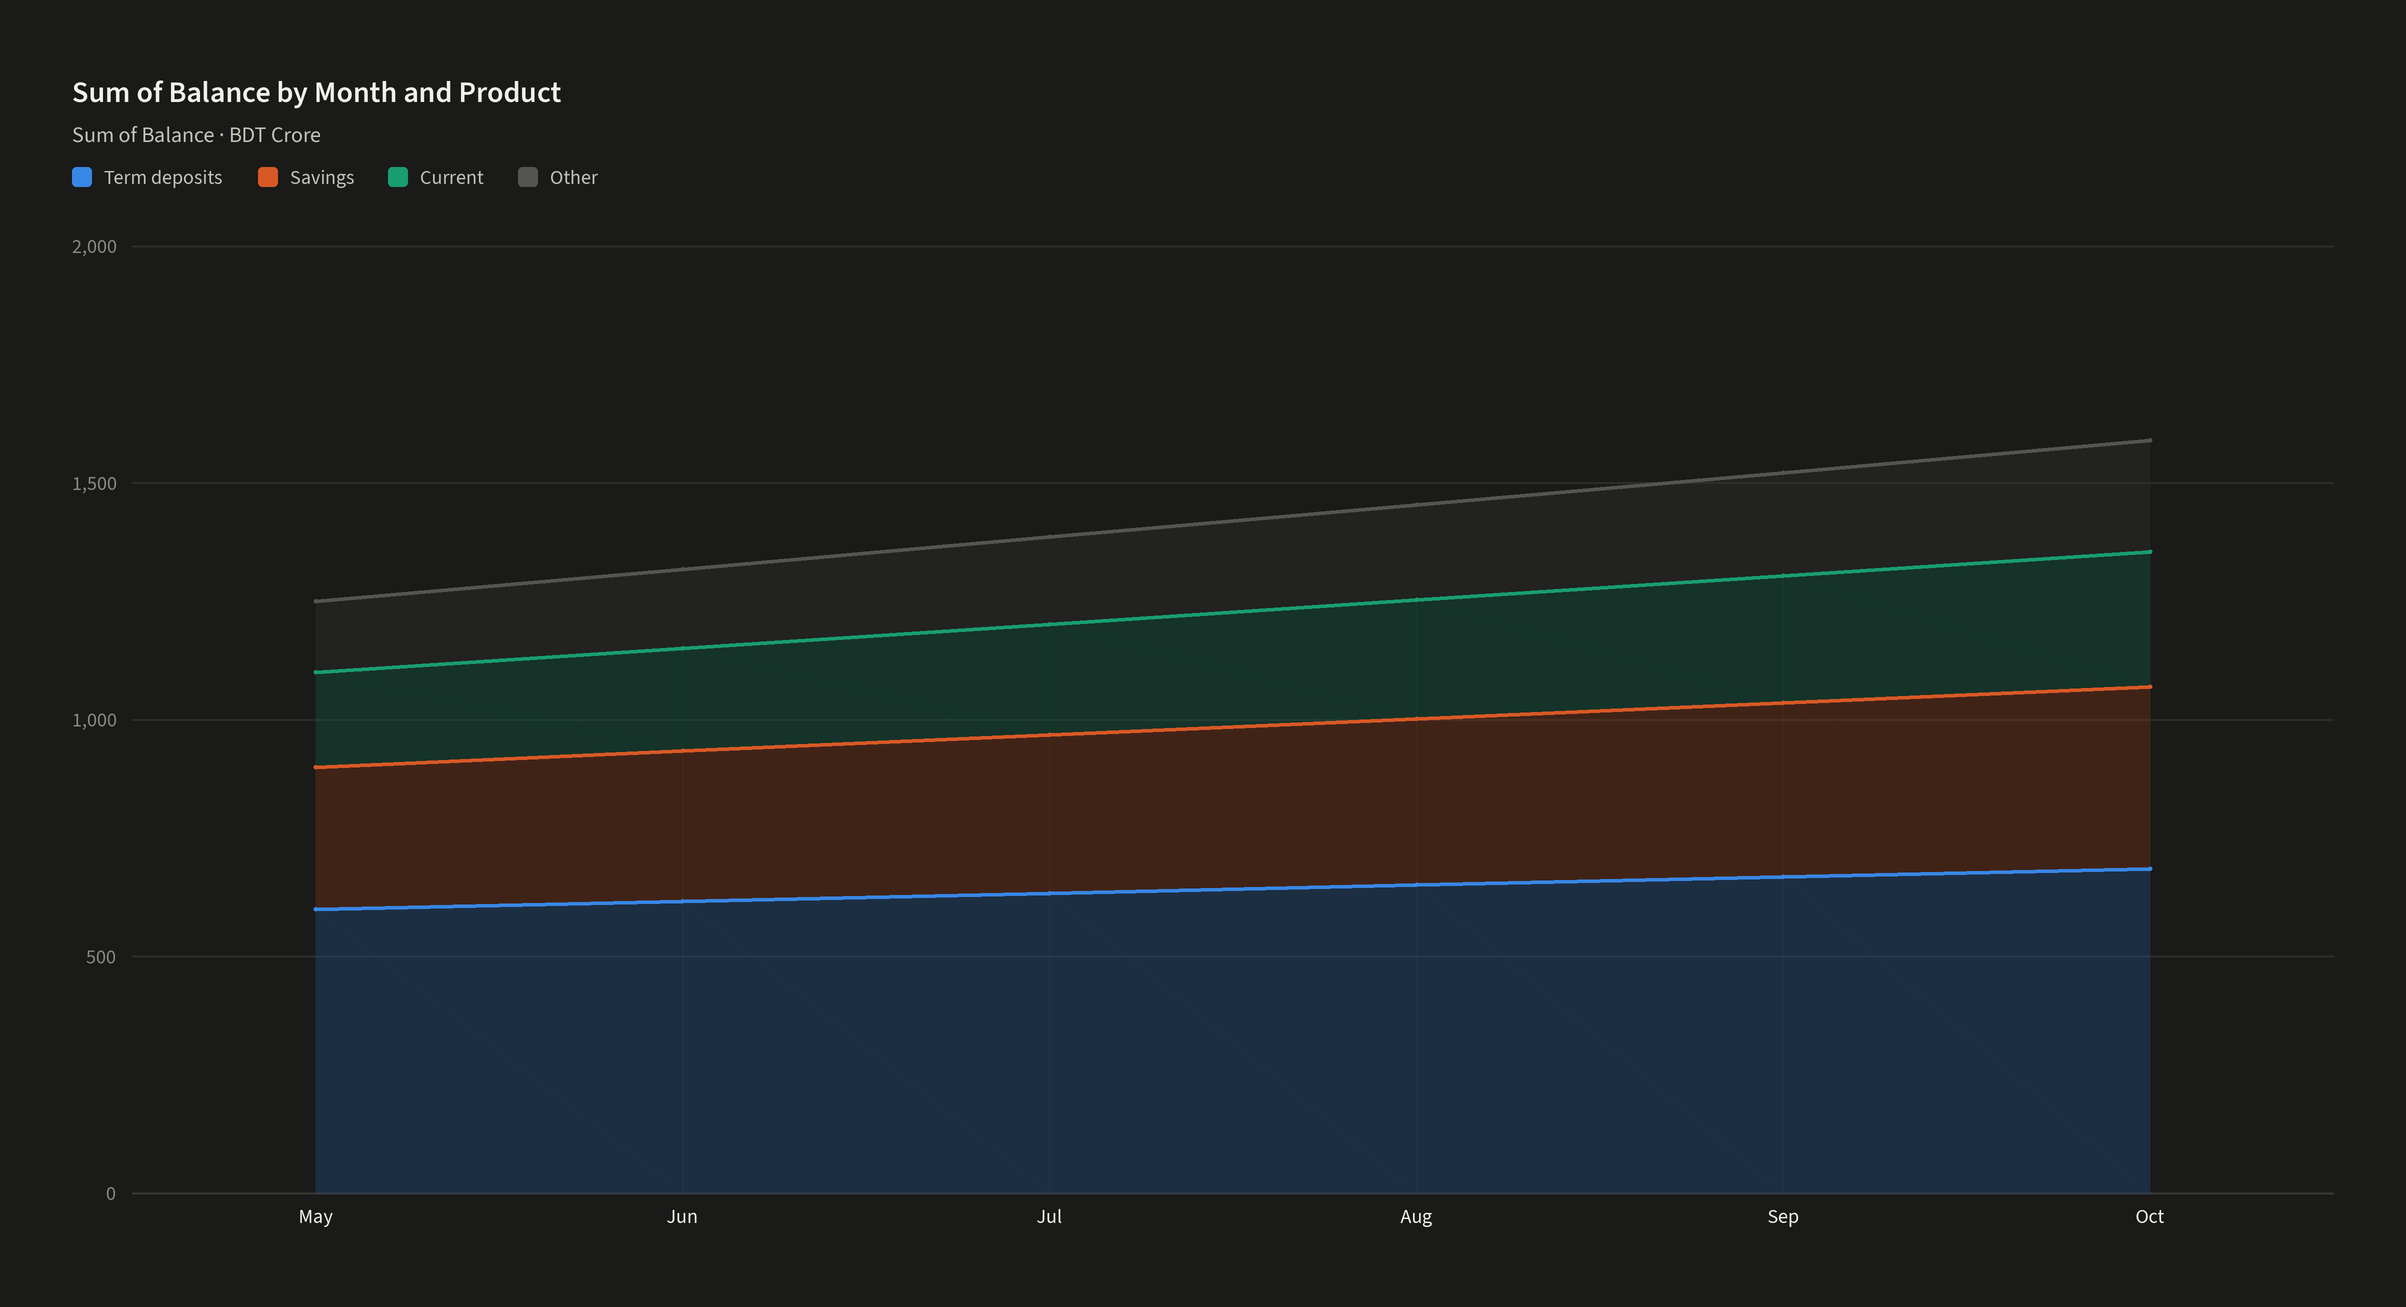 Sum of Balance by Month and Product
Sum of Balance · BDT Crore
Term deposits Savings Current Other
2,000
1,500
1,000
500
0
May Jun Jul Aug Sep Oct